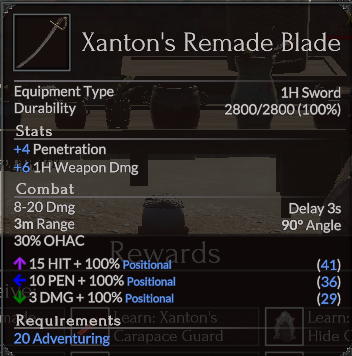 Xanton's Remade Blade
Equipment Type 1H Sword
Durability 2800/2800 (100%)
Stats
+4 Penetration
+6 1H Weapon Dmg
Combat
8-20 Dmg Delay 3s
3m Range 90° Angle
30% OHAC
Rewards
15 HIT + 100% Positional (41)
10 PEN + 100% Positional (36)
3 DMG + 100% Positional (29)
Learn: Xanton's Learn:
Carapace Guard Hide
Requirements
20 Adventuring